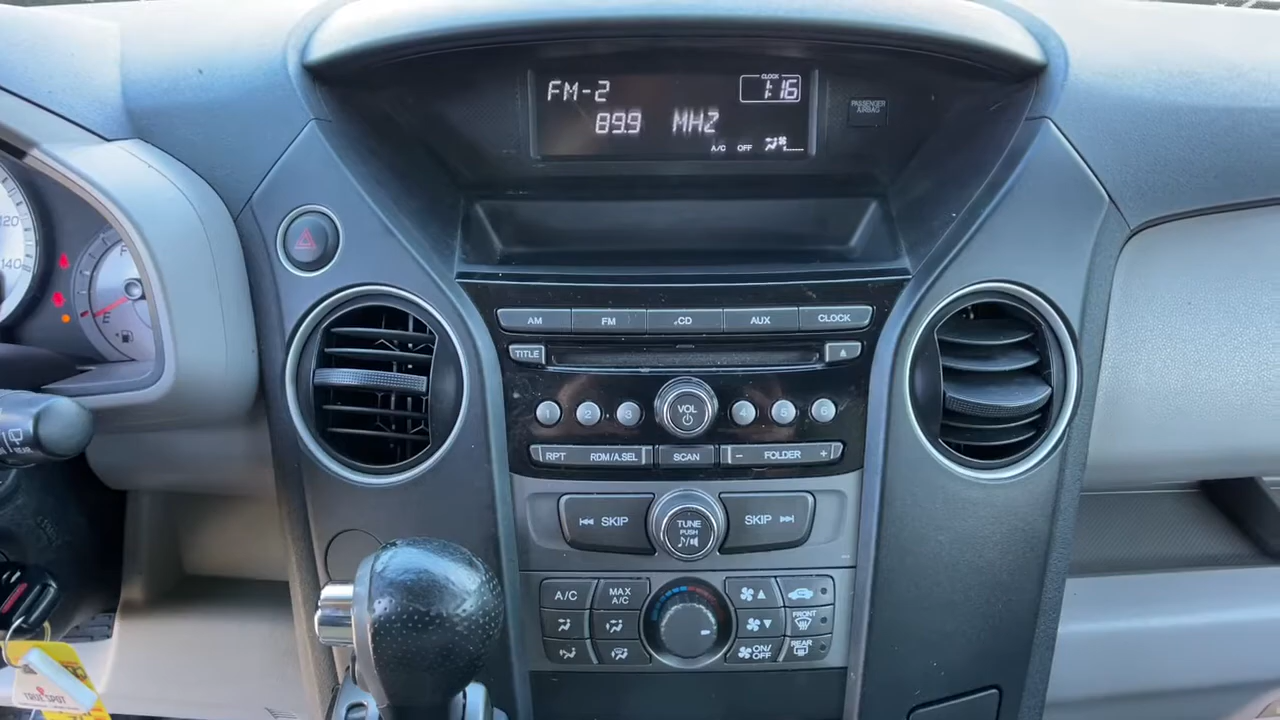 FM-2
CLOCK
1:16
89.9 MHZ
A/C OFF
PASSENGER
AIRBAG
120
140
F
E
AM
FM
CD
AUX
CLOCK
TITLE
1
2
3
VOL
4
5
6
RPT
RDM/A.SEL
SCAN
- FOLDER +
SKIP
TUNE
PUSH
SKIP
A/C
MAX
A/C
FRONT
ON/
OFF
REAR
TRUE SPOT